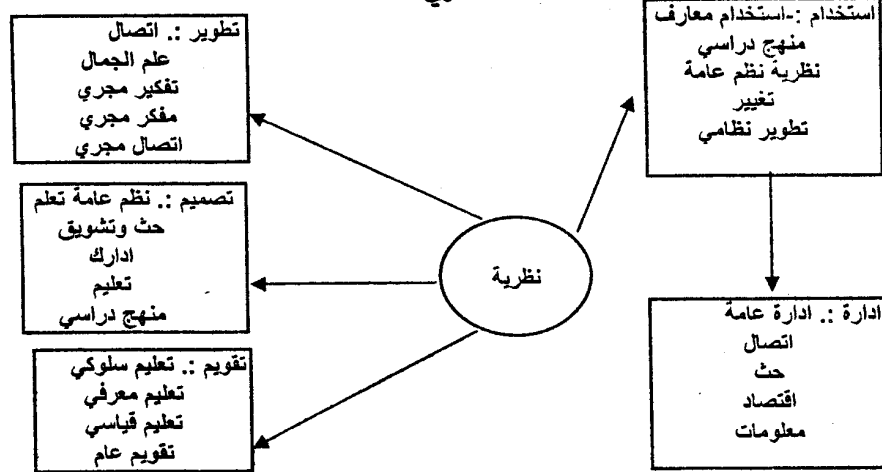 استخدام :-استخدام معارف
منهج دراسي
نظرية نظم عامة
تغيير
تطوير نظامي
تطوير :. اتصال
علم الجمال
تفكير مجري
مفكر مجري
اتصال مجري
تصميم :. نظم عامة تعلم
حث وتشويق
ادارك
تعليم
منهج دراسي
نظرية
ادارة :. ادارة عامة
اتصال
حث
اقتصاد
معلومات
تقويم :. تعليم سلوكي
تعليم معرفي
تعليم قياسي
تقويم عام